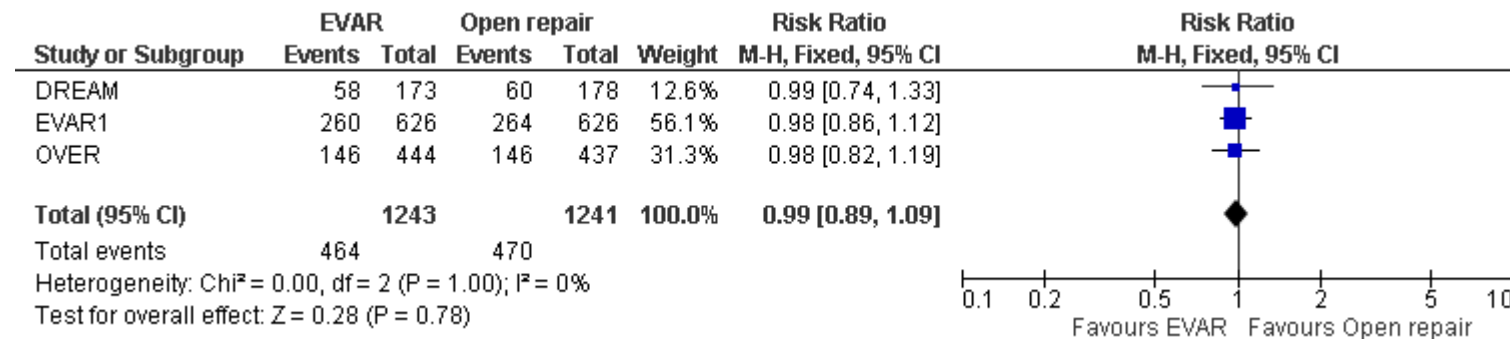 EVAR Open repair Risk Ratio Risk Ratio
Study or Subgroup Events Total Events Total Weight M-H, Fixed, 95% CI M-H, Fixed, 95% CI
DREAM 58 173 60 178 12.6% 0.99 [0.74, 1.33]
EVAR1 260 626 264 626 56.1% 0.98 [0.86, 1.12]
OVER 146 444 146 437 31.3% 0.98 [0.82, 1.19]
Total (95% CI) 1243 1241 100.0% 0.99 [0.89, 1.09]
Total events 464 470
Heterogeneity: Chi² = 0.00, df = 2 (P = 1.00); I² = 0%
Test for overall effect: Z = 0.28 (P = 0.78)
0.1 0.2 0.5 1 2 5 10
Favours EVAR Favours Open repair